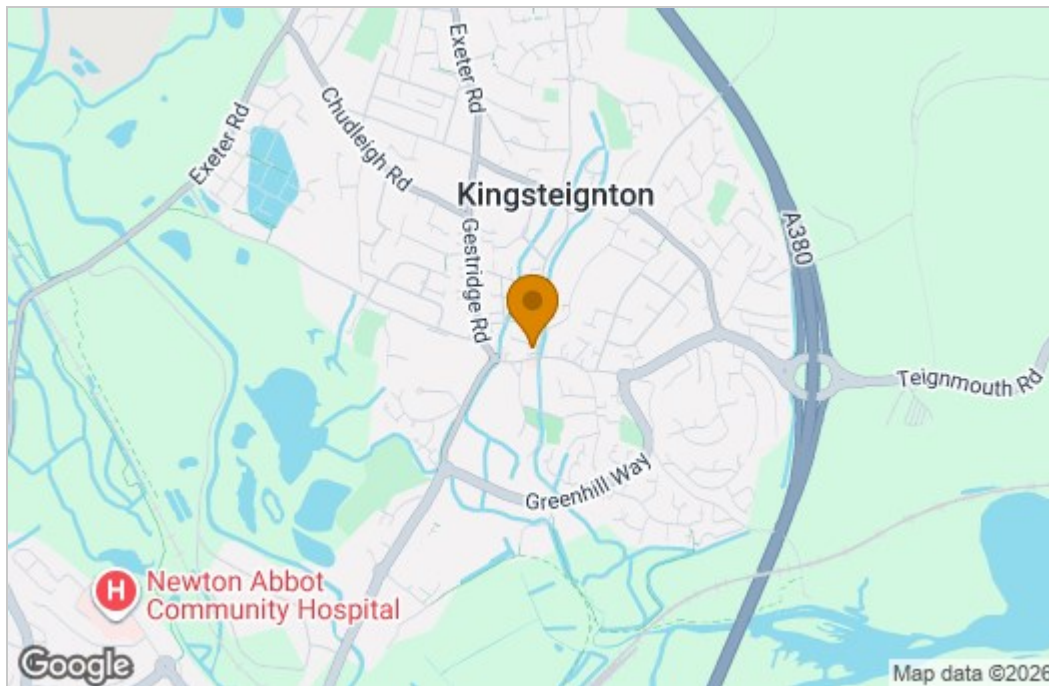 Exeter Rd
Exeter Rd
Chudleigh Rd
Kingsteignton
A380
Gestridge Rd
Teignmouth Rd
Greenhill Way
H
Newton Abbot
Community Hospital
Google
Map data ©2026